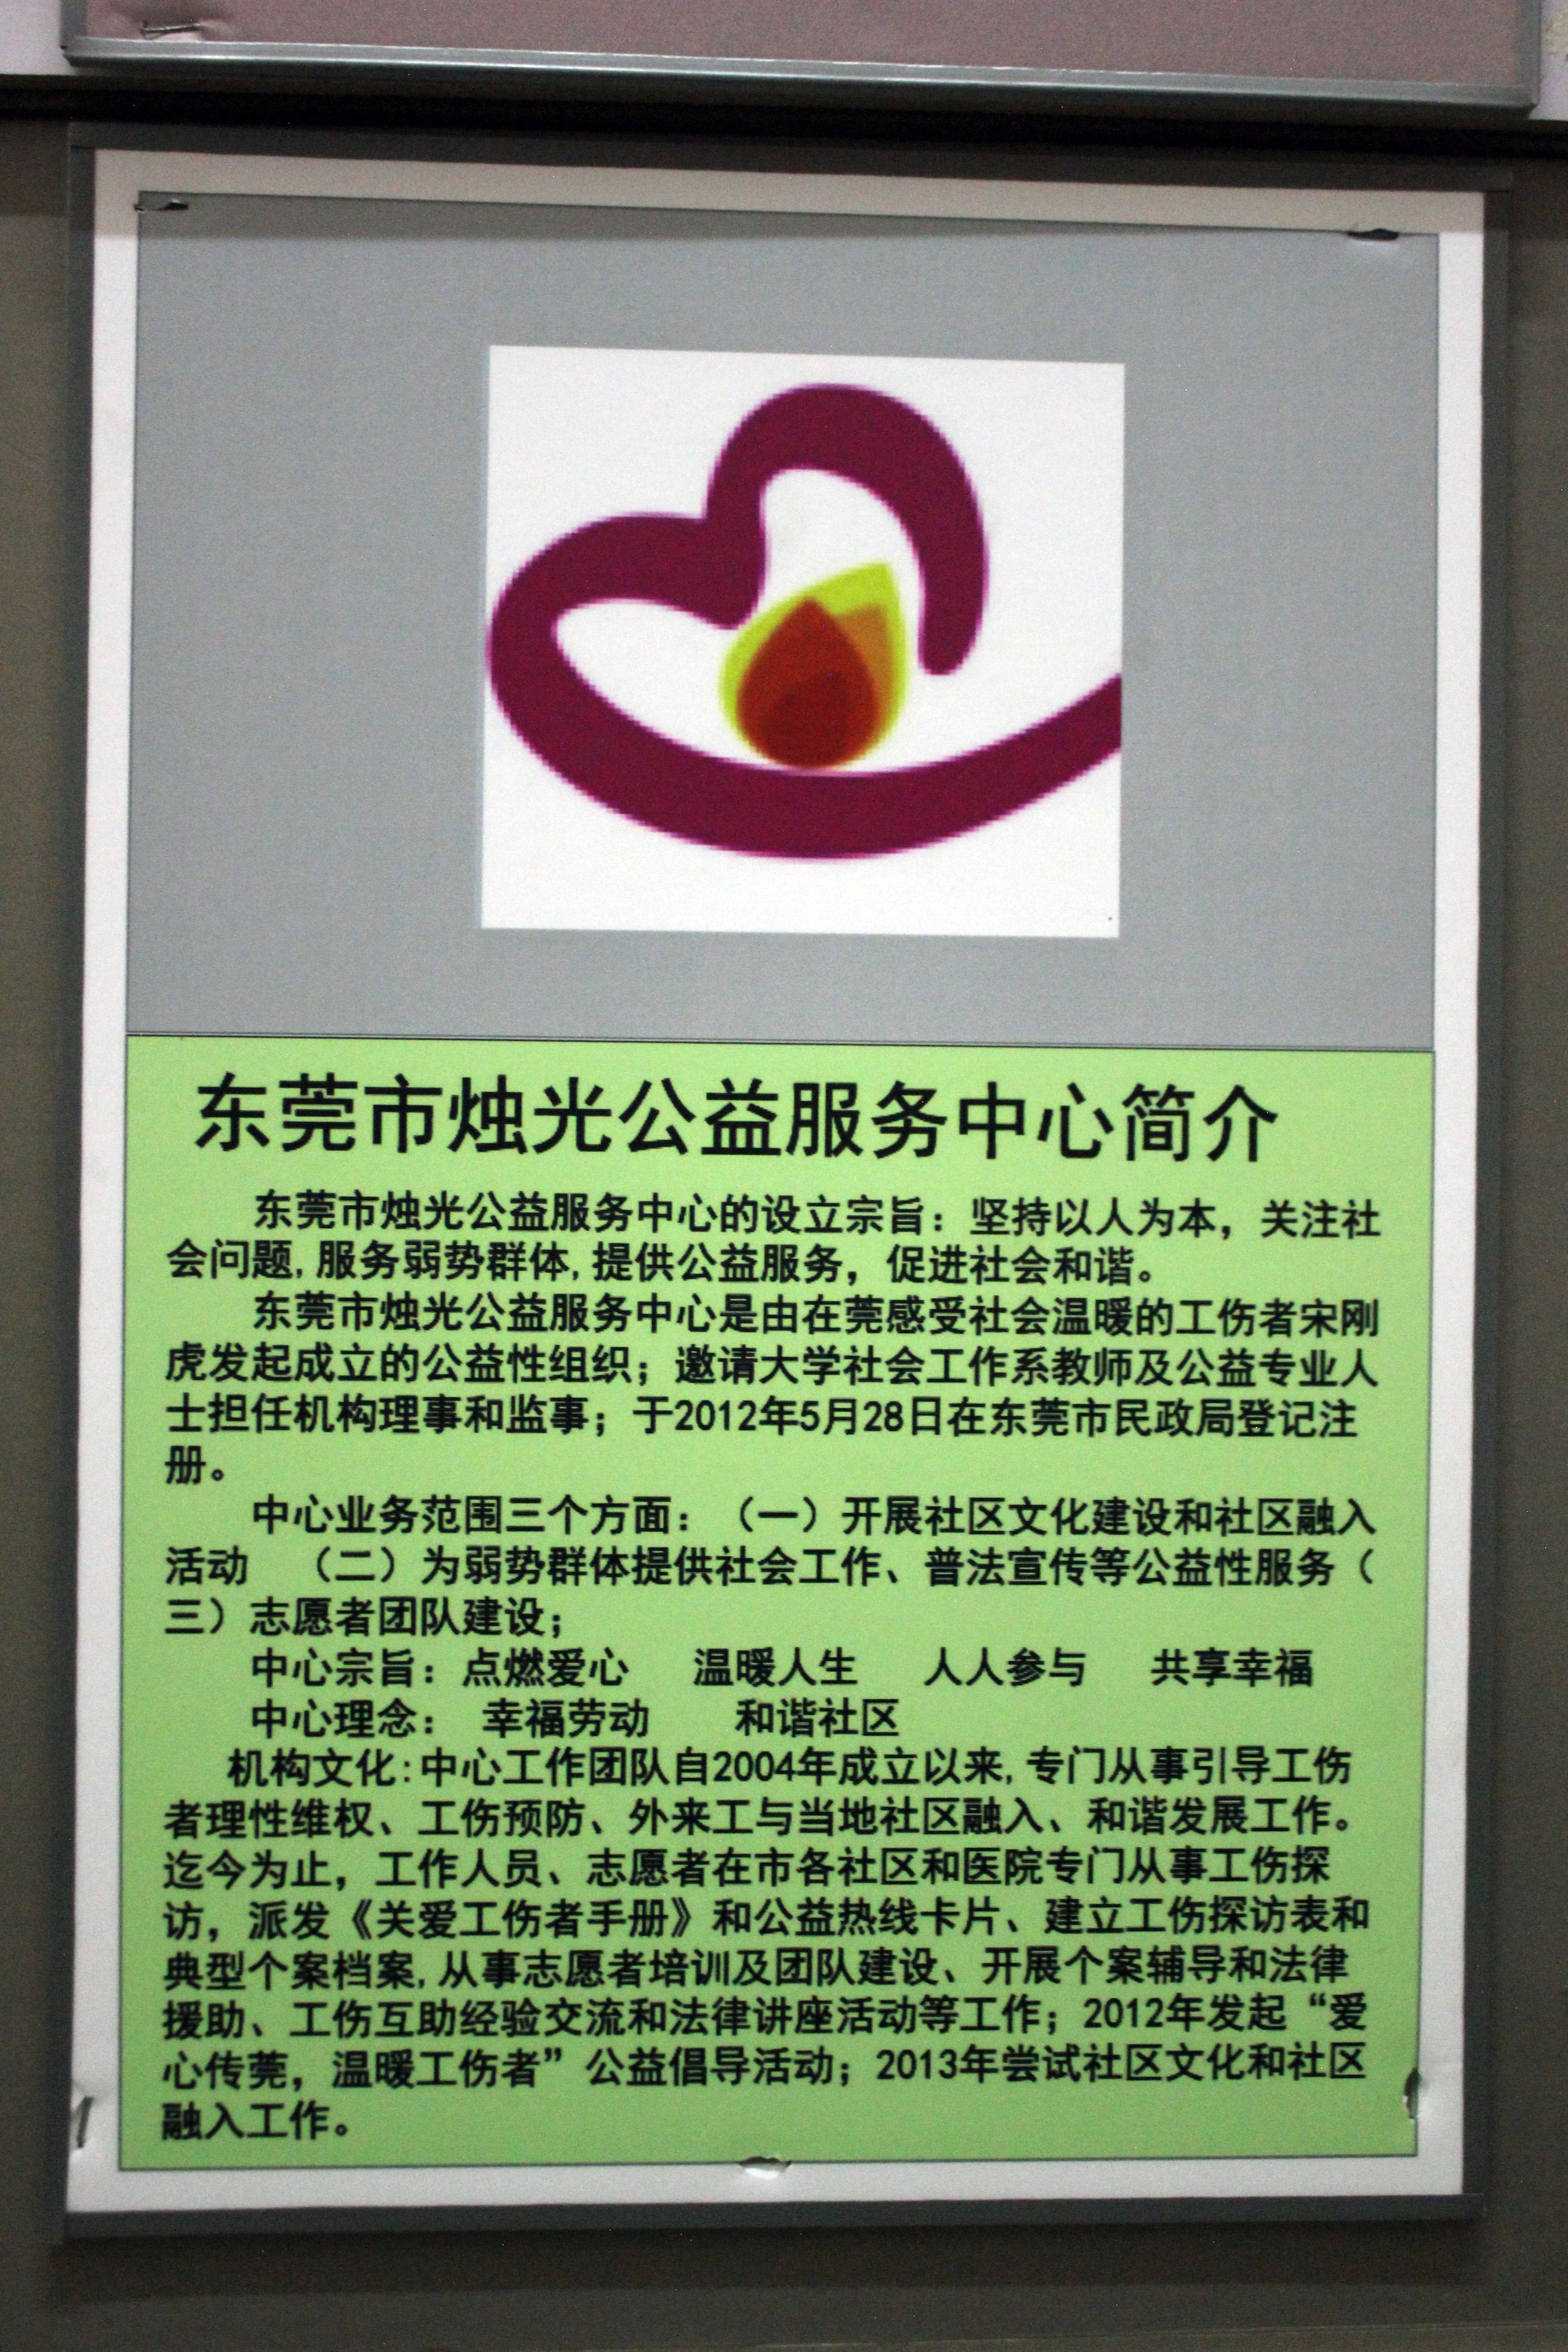 东莞市烛光公益服务中心简介
东莞市烛光公益服务中心的设立宗旨：坚持以人为本，关注社
会问题,服务弱势群体,提供公益服务，促进社会和谐。
东莞市烛光公益服务中心是由在莞感受社会温暖的工伤者宋刚
虎发起成立的公益性组织；邀请大学社会工作系教师及公益专业人
士担任机构理事和监事；于2012年5月28日在东莞市民政局登记注
册。
中心业务范围三个方面：（一）开展社区文化建设和社区融入
活动　（二）为弱势群体提供社会工作、普法宣传等公益性服务（
三）志愿者团队建设；
中心宗旨：点燃爱心　温暖人生　人人参与　共享幸福
中心理念：　幸福劳动　　和谐社区
机构文化:中心工作团队自2004年成立以来,专门从事引导工伤
者理性维权、工伤预防、外来工与当地社区融入、和谐发展工作。
迄今为止，工作人员、志愿者在市各社区和医院专门从事工伤探
访，派发《关爱工伤者手册》和公益热线卡片、建立工伤探访表和
典型个案档案,从事志愿者培训及团队建设、开展个案辅导和法律
援助、工伤互助经验交流和法律讲座活动等工作；2012年发起“爱
心传莞，温暖工伤者”公益倡导活动；2013年尝试社区文化和社区
融入工作。